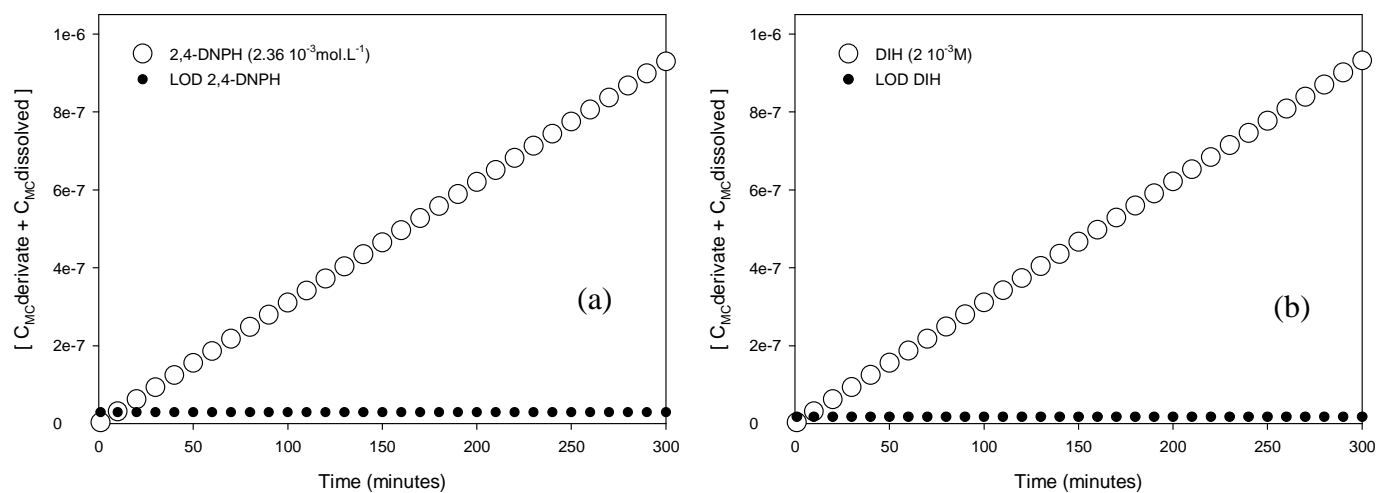 1e-6
8e-7
6e-7
4e-7
2e-7
0
[ C_MCderivate + C_MCdissolved ]
2,4-DNPH (2.36 10⁻³mol.L⁻¹)
LOD 2,4-DNPH
(a)
0 50 100 150 200 250 300
Time (minutes)
1e-6
8e-7
6e-7
4e-7
2e-7
0
[ C_MCderivate + C_MCdissolved ]
DIH (2 10⁻³M)
LOD DIH
(b)
0 50 100 150 200 250 300
Time (minutes)